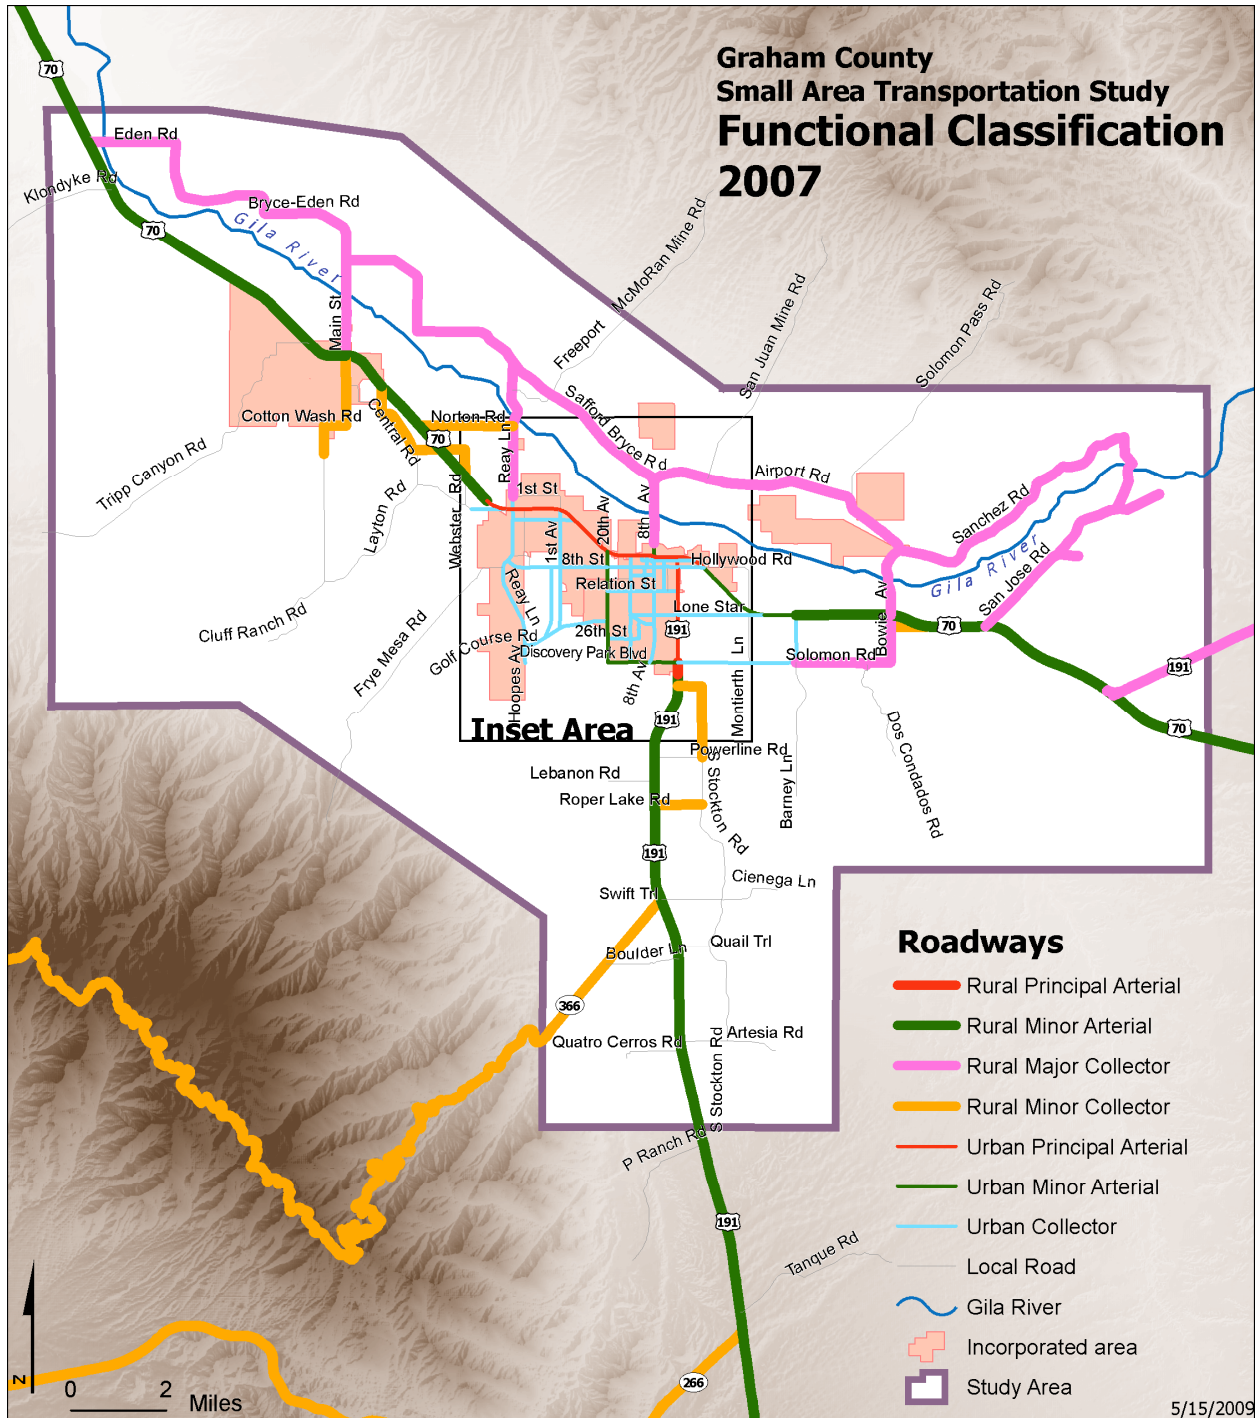 Graham County
Small Area Transportation Study
Functional Classification
2007
70
Eden Rd
Klondyke Rd
Bryce-Eden Rd
70
Gila River
McMoRan Mine Rd
Freeport
San Juan Mine Rd
Solomon Pass Rd
Main St
Cotton Wash Rd
Central Rd
Norton Rd
70
Safford Bryce Rd
Reay Ln
Airport Rd
Tripp Canyon Rd
Layton Rd
Webster Rd
1st St
1st Av
20th Av
8th Av
Sanchez Rd
Gila River
San Jose Rd
8th St
Hollywood Rd
Relation St
Reay Ln
Lone Star
Bowie Av
70
Cluff Ranch Rd
Frye Mesa Rd
Golf Course Rd
26th St
191
Discovery Park Blvd
Solomon Rd
191
Hoopes Av
8th Av
Montierth Ln
Inset Area
191
70
Powerline Rd
Lebanon Rd
Roper Lake Rd
S Stockton Rd
Barney Ln
Dos Condados Rd
191
Swift Trl
Cienega Ln
Boulder Ln
Quail Trl
366
Quatro Cerros Rd
Artesia Rd
S Stockton Rd
P Ranch Rd
191
Tanque Rd
266
Roadways
Rural Principal Arterial
Rural Minor Arterial
Rural Major Collector
Rural Minor Collector
Urban Principal Arterial
Urban Minor Arterial
Urban Collector
Local Road
Gila River
Incorporated area
Study Area
N
0 2
Miles
5/15/2009